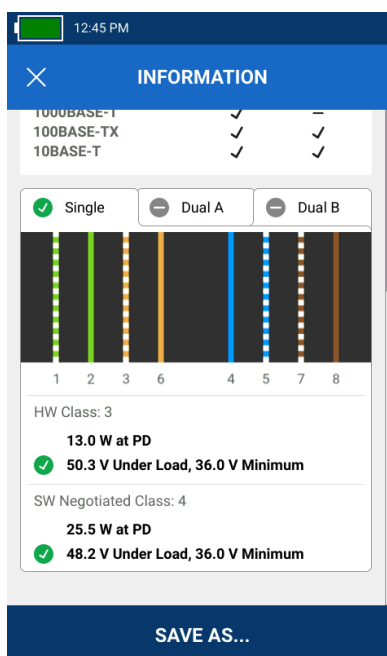 12:45 PM
INFORMATION
1000BASE-T ✓ –
100BASE-TX ✓ ✓
10BASE-T ✓ ✓
Single Dual A Dual B
1 2 3 6 4 5 7 8
HW Class: 3
13.0 W at PD
50.3 V Under Load, 36.0 V Minimum
SW Negotiated Class: 4
25.5 W at PD
48.2 V Under Load, 36.0 V Minimum
SAVE AS...